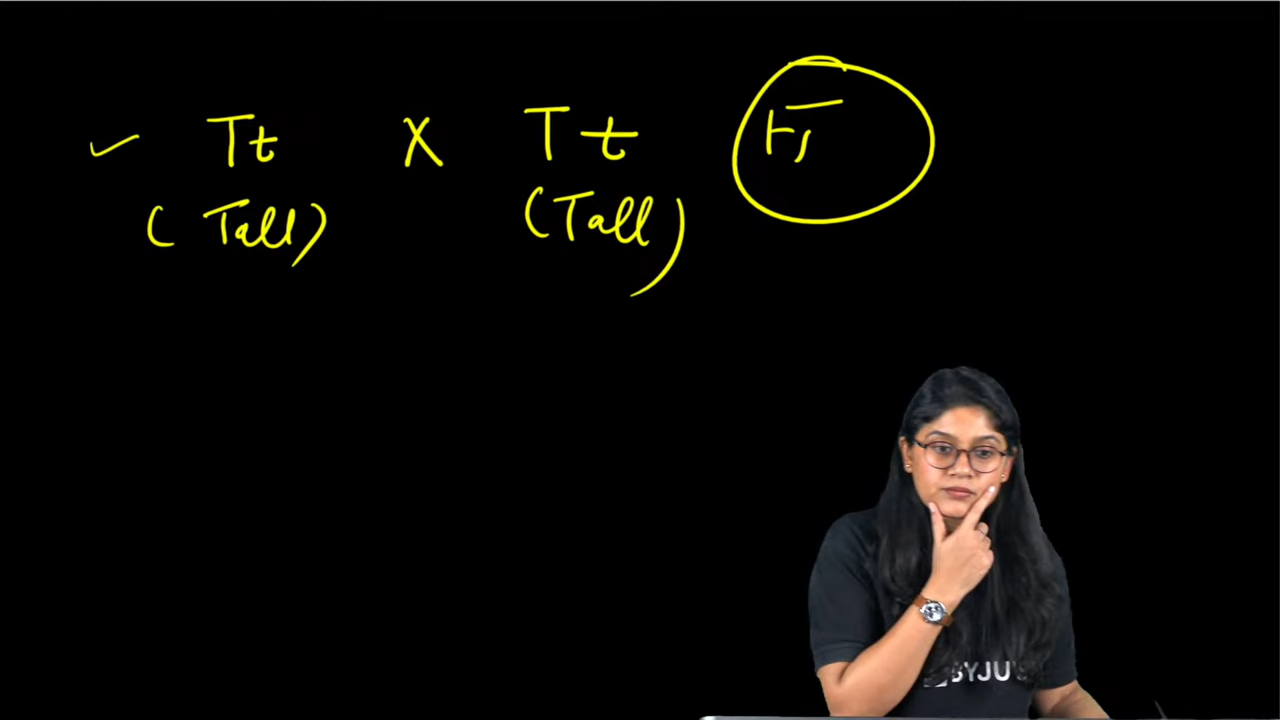 ✓ Tt X Tt F₁
(Tall) (Tall)
BYJU'S